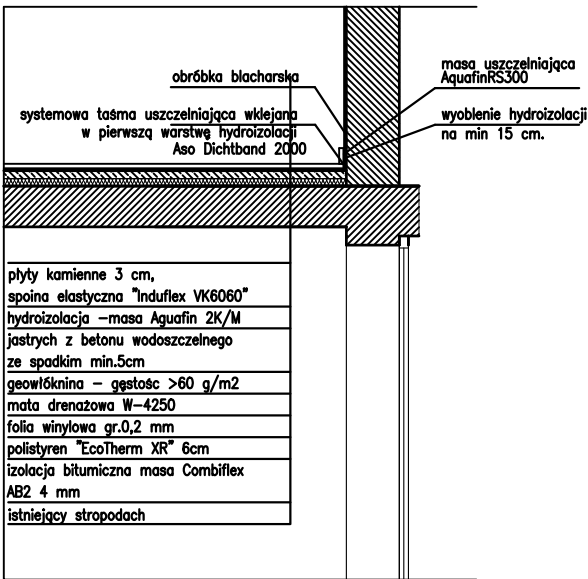 obróbka blacharska
systemowa taśma uszczelniająca wklejana
w pierwszą warstwę hydroizolacji
Aso Dichtband 2000
masa uszczelniająca
AquafinRS300
wyoblenie hydroizolacji
na min 15 cm.
płyty kamienne 3 cm,
spoina elastyczna "Induflex VK6060"
hydroizolacja -masa Aguafin 2K/M
jastrych z betonu wodoszczelnego
ze spadkim min.5cm
geowłóknina - gęstośc >60 g/m2
mata drenażowa W-4250
folia winylowa gr.0,2 mm
polistyren "EcoTherm XR" 6cm
izolacja bitumiczna masa Combiflex
AB2 4 mm
istniejący stropodach